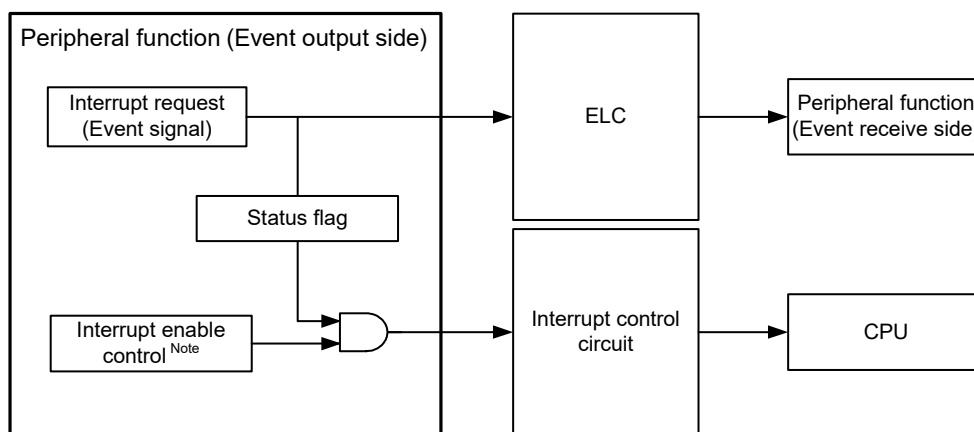 Peripheral function (Event output side)
Interrupt request
(Event signal)
ELC
Peripheral function
(Event receive side
Status flag
Interrupt enable
control Note
Interrupt control
circuit
CPU